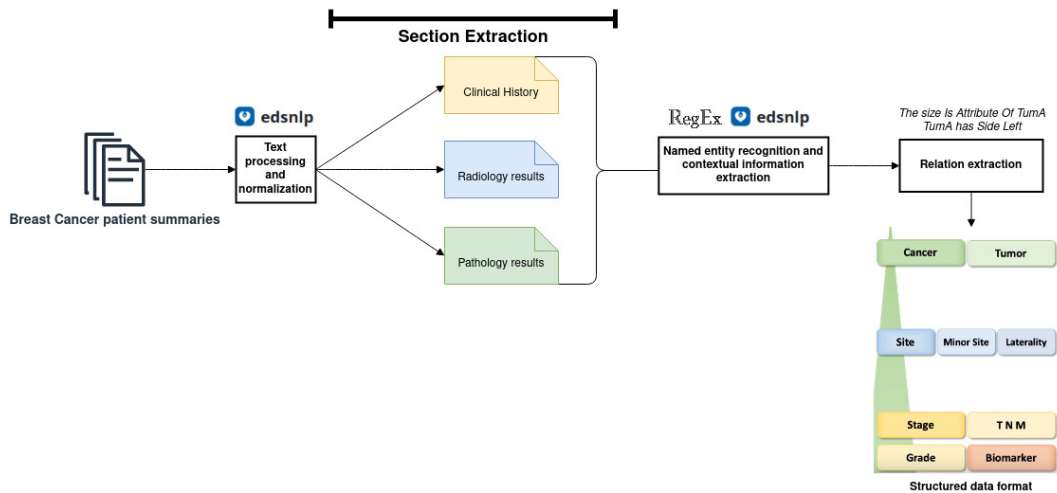 Section Extraction
Clinical History
edsnlp
Text
processing
and
normalization)
Radiology results
Pathology results
Breast Cancer patient summaries
RegEx
edsnlp
Named entity recognition and
contextual information
extraction)
The size Is Attribute Of TumA
TumA has Side Left
Relation extraction
Cancer
Tumor
Site
Minor Site
Laterality
Stage
T N M
Grade
Biomarker
Structured data format